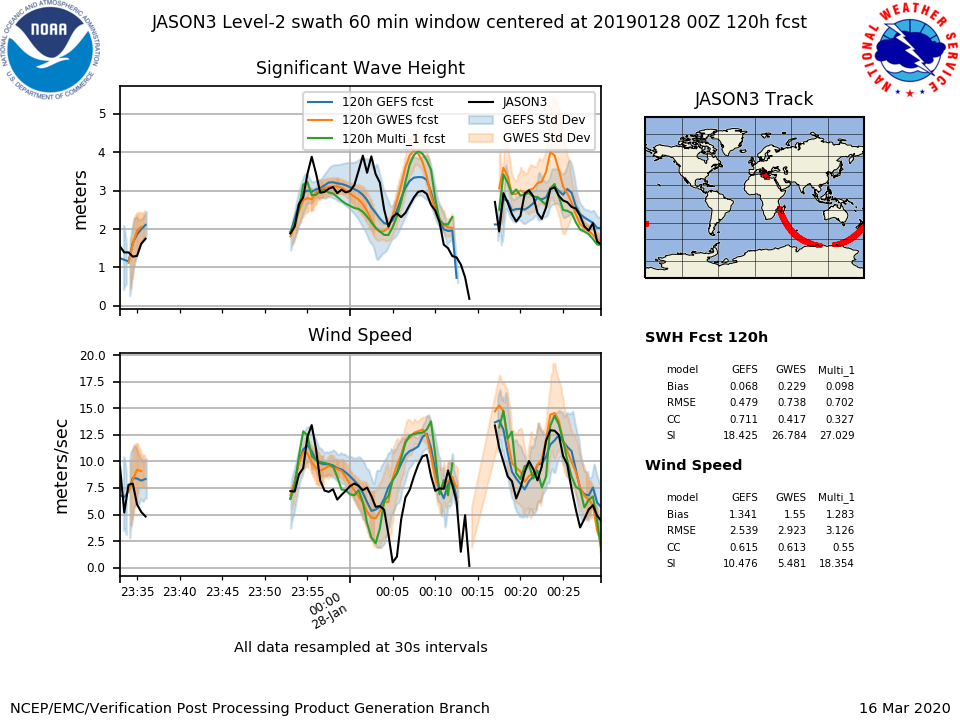 JASON3 Level-2 swath 60 min window centered at 20190128 00Z 120h fcst
NOAA
NATIONAL OCEANIC AND ATMOSPHERIC ADMINISTRATION
U.S. DEPARTMENT OF COMMERCE
NATIONAL WEATHER SERVICE
Significant Wave Height
120h GEFS fcst
120h GWES fcst
120h Multi_1 fcst
JASON3
GEFS Std Dev
GWES Std Dev
5
4
3
2
1
0
meters
JASON3 Track
Wind Speed
20.0
17.5
15.0
12.5
10.0
7.5
5.0
2.5
0.0
meters/sec
23:35 23:40 23:45 23:50 23:55 00:00 00:05 00:10 00:15 00:20 00:25
28-Jan
All data resampled at 30s intervals
SWH Fcst 120h
model GEFS GWES Multi_1
Bias 0.068 0.229 0.098
RMSE 0.479 0.738 0.702
CC 0.711 0.417 0.327
SI 18.425 26.784 27.029
Wind Speed
model GEFS GWES Multi_1
Bias 1.341 1.55 1.283
RMSE 2.539 2.923 3.126
CC 0.615 0.613 0.55
SI 10.476 5.481 18.354
NCEP/EMC/Verification Post Processing Product Generation Branch
16 Mar 2020